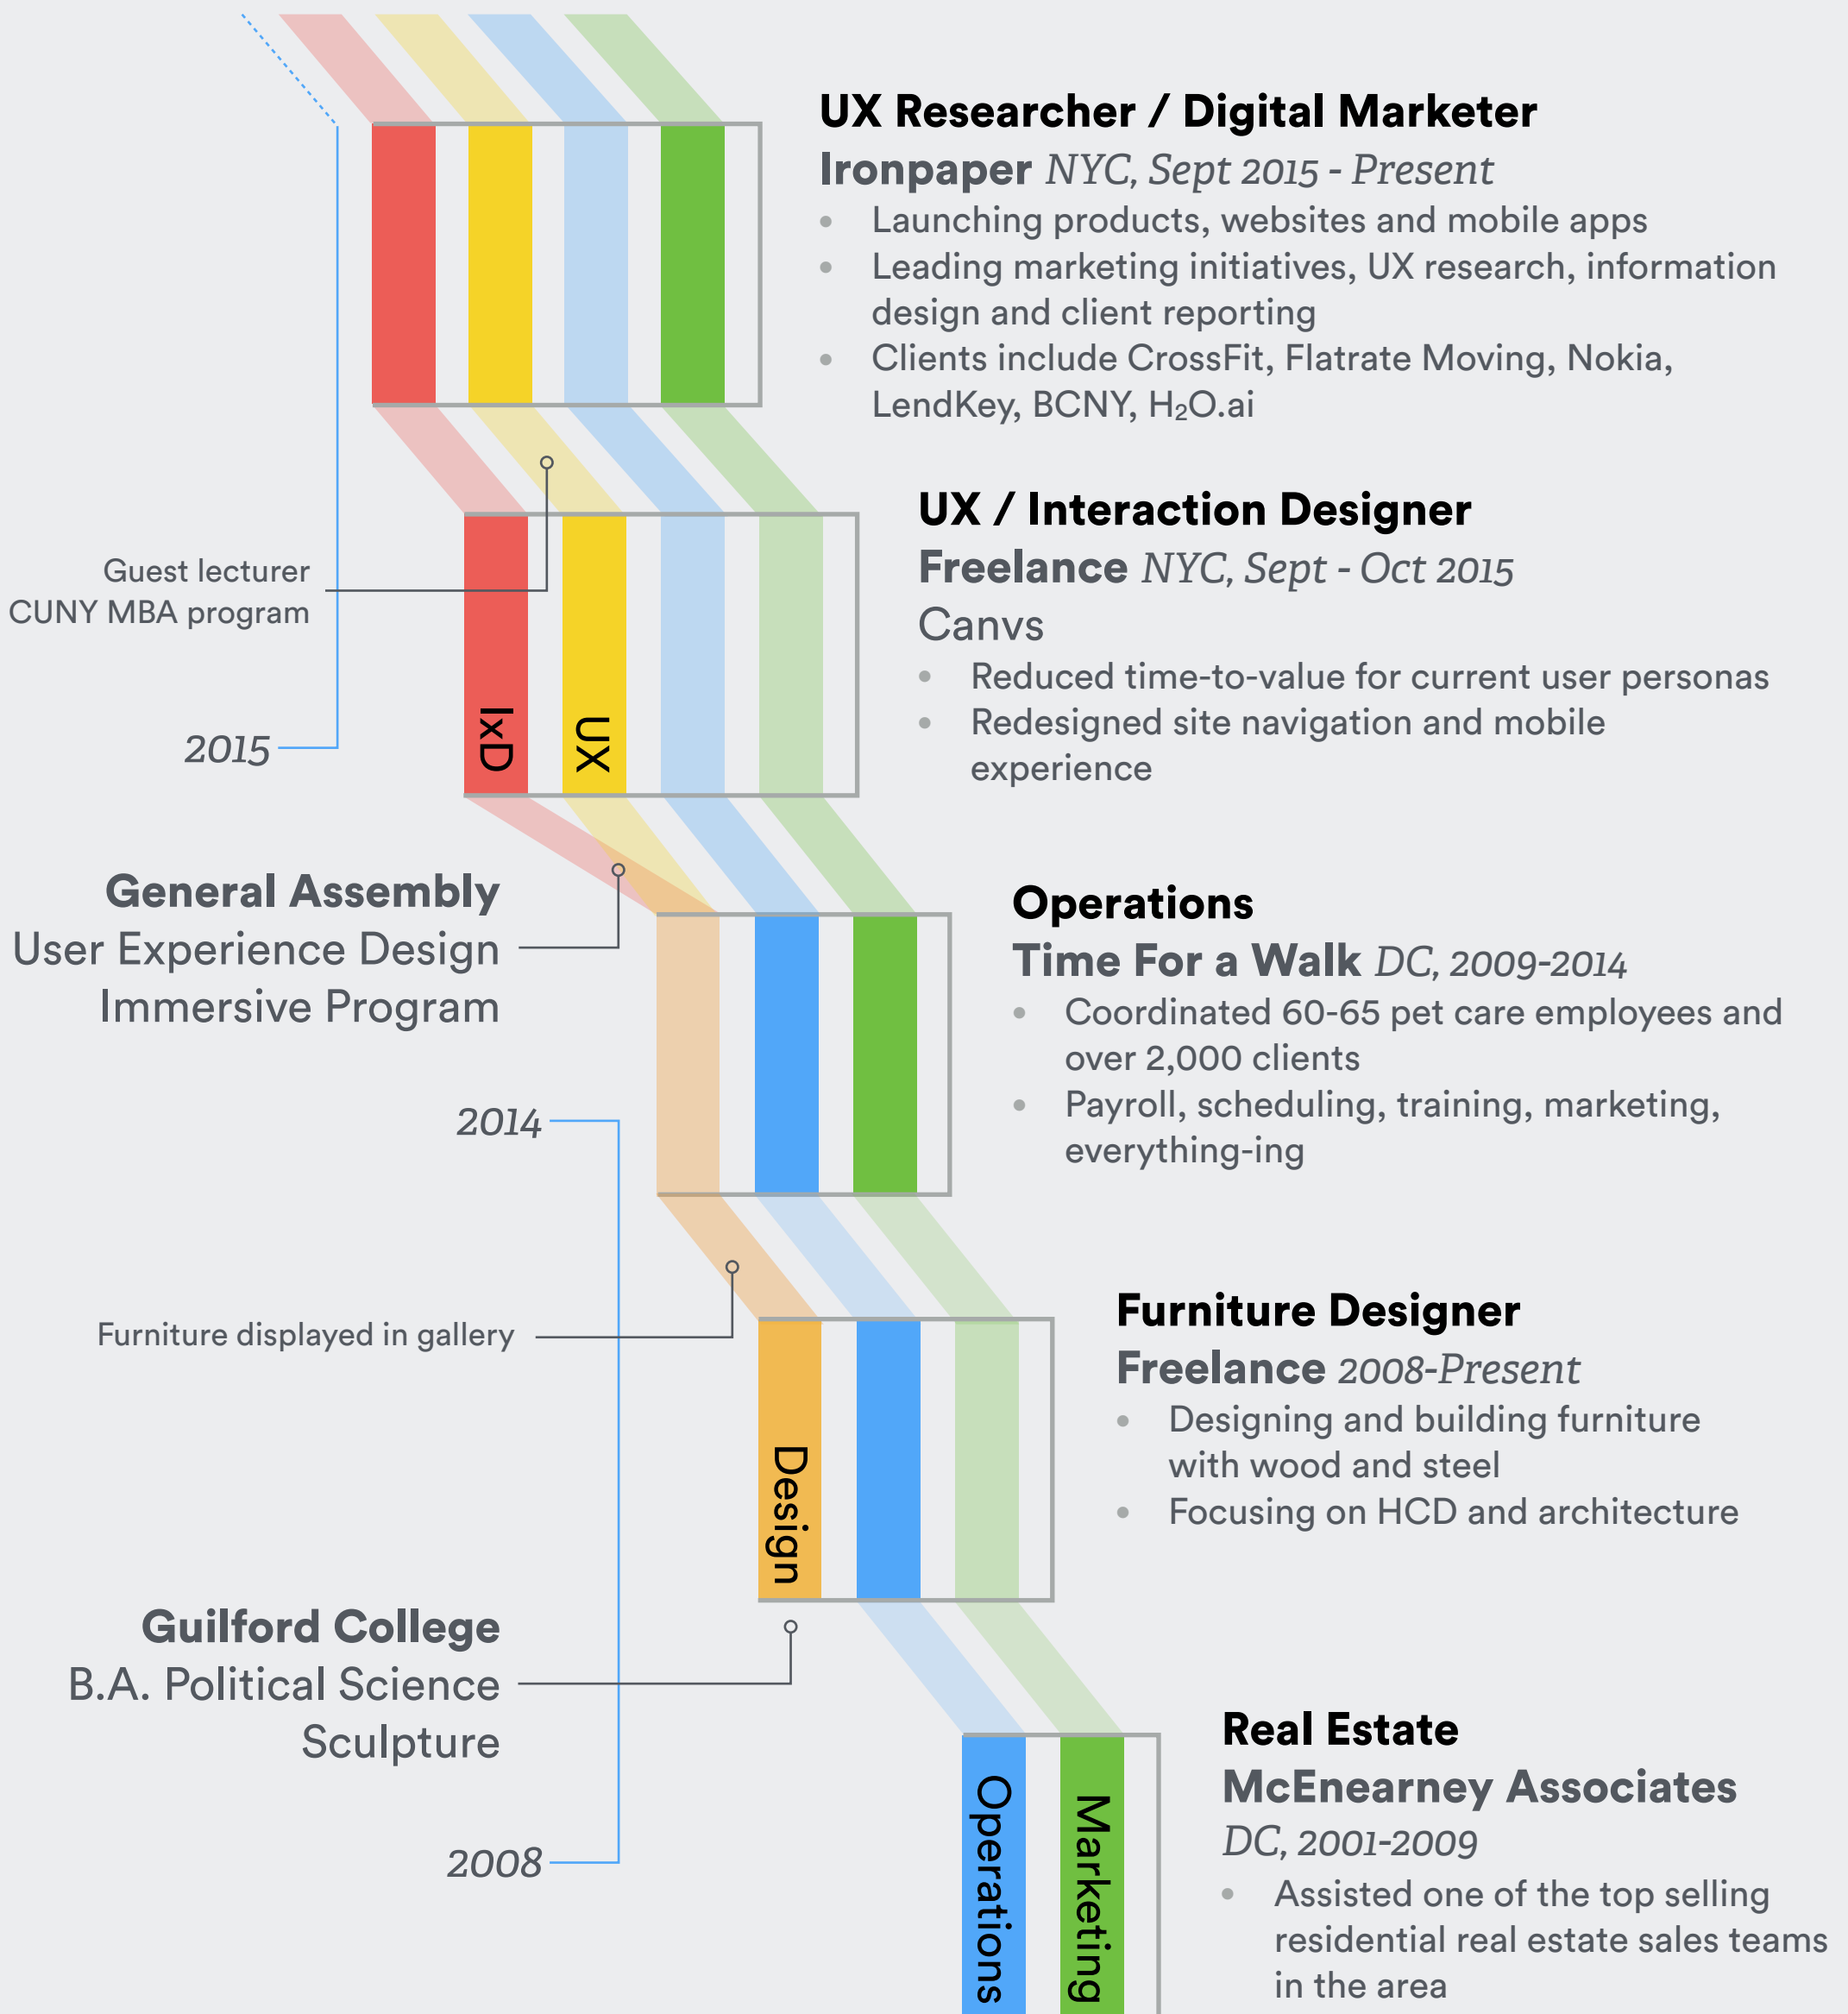 UX Researcher / Digital Marketer
Ironpaper NYC, Sept 2015 - Present
• Launching products, websites and mobile apps
• Leading marketing initiatives, UX research, information
design and client reporting
• Clients include CrossFit, Flatrate Moving, Nokia,
LendKey, BCNY, H₂O.ai
UX / Interaction Designer
Freelance NYC, Sept - Oct 2015
Canvs
• Reduced time-to-value for current user personas
• Redesigned site navigation and mobile
experience
Guest lecturer
CUNY MBA program
2015
IxD
UX
General Assembly
User Experience Design
Immersive Program
Operations
Time For a Walk DC, 2009-2014
• Coordinated 60-65 pet care employees and
over 2,000 clients
• Payroll, scheduling, training, marketing,
everything-ing
2014
Furniture displayed in gallery
Furniture Designer
Freelance 2008-Present
• Designing and building furniture
with wood and steel
• Focusing on HCD and architecture
Design
Guilford College
B.A. Political Science
Sculpture
2008
Operations
Marketing
Real Estate
McEnearney Associates
DC, 2001-2009
• Assisted one of the top selling
residential real estate sales teams
in the area